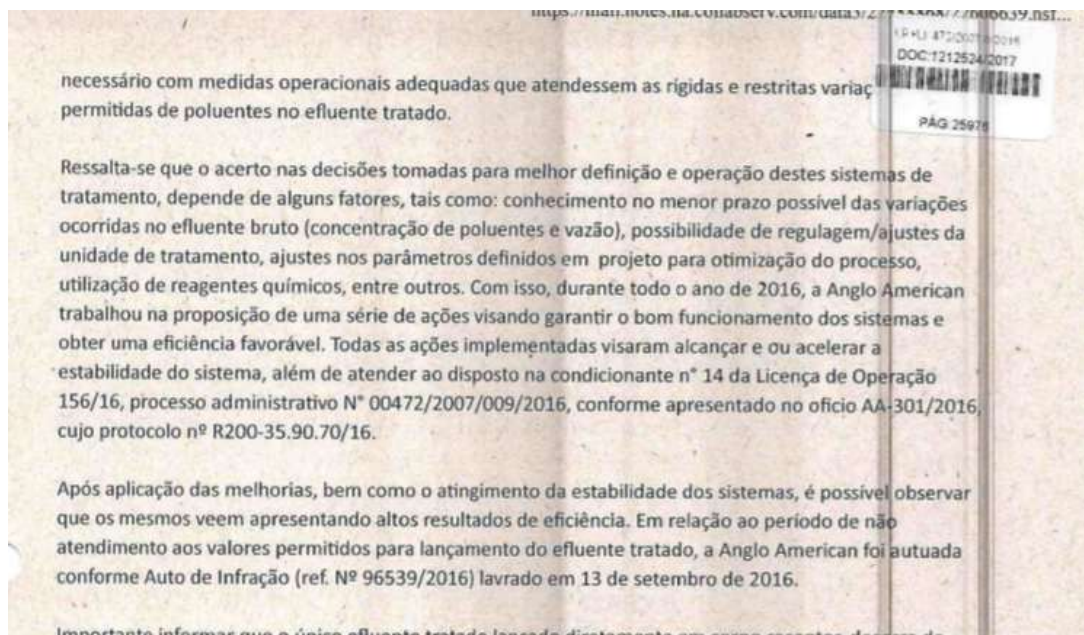 necessário com medidas operacionais adequadas que atendessem as rígidas e restritas variaç
permitidas de poluentes no efluente tratado.
DOC:1212524/2017
PÁG 25976
Ressalta-se que o acerto nas decisões tomadas para melhor definição e operação destes sistemas de
tratamento, depende de alguns fatores, tais como: conhecimento no menor prazo possível das variações
ocorridas no efluente bruto (concentração de poluentes e vazão), possibilidade de regulagem/ajustes da
unidade de tratamento, ajustes nos parâmetros definidos em projeto para otimização do processo,
utilização de reagentes químicos, entre outros. Com isso, durante todo o ano de 2016, a Anglo American
trabalhou na proposição de uma série de ações visando garantir o bom funcionamento dos sistemas e
obter uma eficiência favorável. Todas as ações implementadas visaram alcançar e ou acelerar a
estabilidade do sistema, além de atender ao disposto na condicionante n° 14 da Licença de Operação
156/16, processo administrativo N° 00472/2007/009/2016, conforme apresentado no oficio AA-301/2016,
cujo protocolo nº R200-35.90.70/16.
Após aplicação das melhorias, bem como o atingimento da estabilidade dos sistemas, é possível observar
que os mesmos veem apresentando altos resultados de eficiência. Em relação ao período de não
atendimento aos valores permitidos para lançamento do efluente tratado, a Anglo American foi autuada
conforme Auto de Infração (ref. Nº 96539/2016) lavrado em 13 de setembro de 2016.